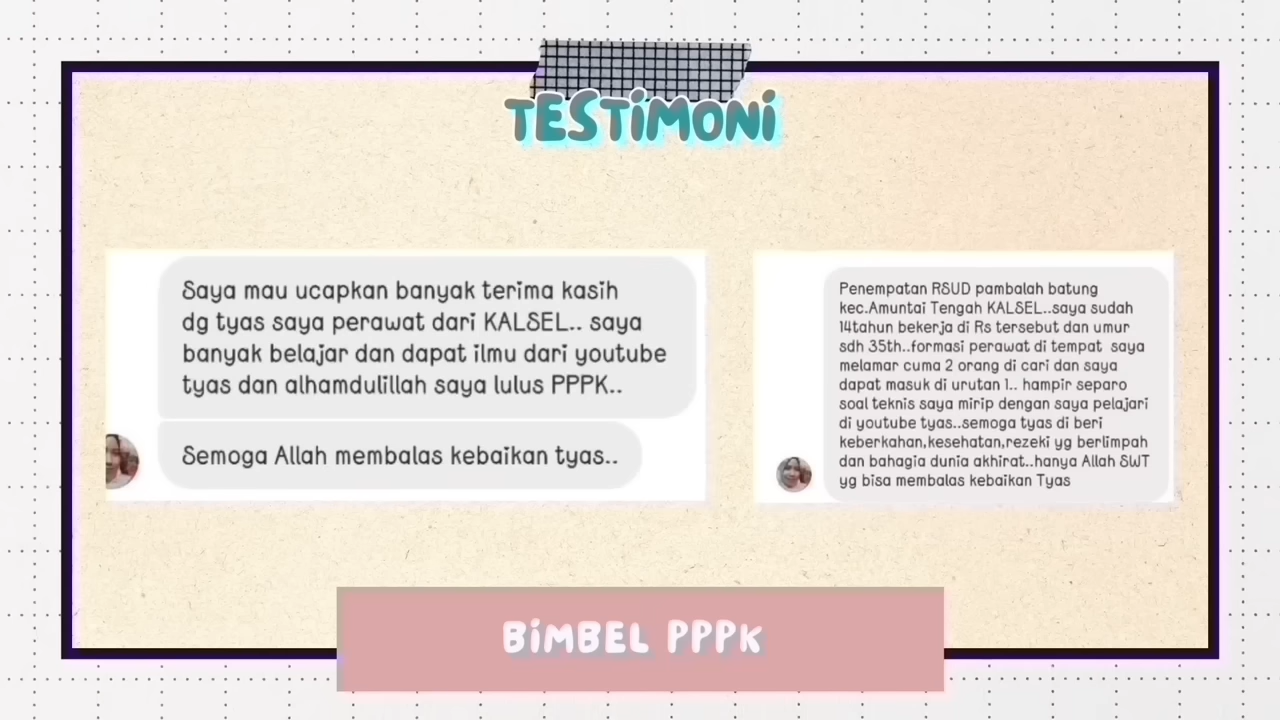 TESTiMONi
Saya mau ucapkan banyak terima kasih
dg tyas saya perawat dari KALSEL.. saya
banyak belajar dan dapat ilmu dari youtube
tyas dan alhamdulillah saya lulus PPPK..
Semoga Allah membalas kebaikan tyas..
Penempatan RSUD pambalah batung
kec.Amuntai Tengah KALSEL..saya sudah
14tahun bekerja di Rs tersebut dan umur
sdh 35th..formasi perawat di tempat saya
melamar cuma 2 orang di cari dan saya
dapat masuk di urutan 1.. hampir separo
soal teknis saya mirip dengan saya pelajari
di youtube tyas..semoga tyas di beri
keberkahan,kesehatan,rezeki yg berlimpah
dan bahagia dunia akhirat..hanya Allah SWT
yg bisa membalas kebaikan Tyas
BiMBEL PPPK